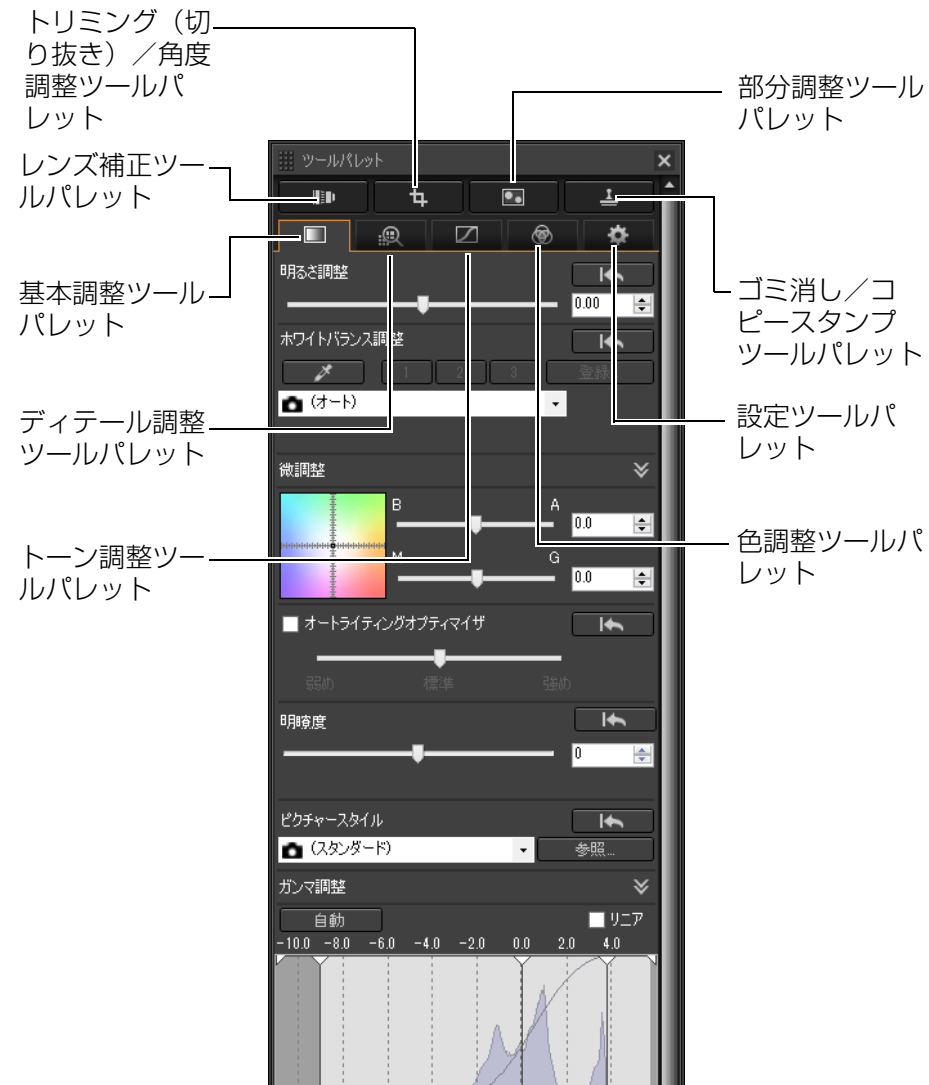 トリミング（切
り抜き）／角度
調整ツールパ
レット
部分調整ツール
パレット
レンズ補正ツー
ルパレット
基本調整ツール
パレット
ゴミ消し／コ
ピースタンプ
ツールパレット
ディテール調整
ツールパレット
設定ツールパ
レット
トーン調整ツー
ルパレット
色調整ツールパ
レット
ツールパレット
明るさ調整
0.00
ホワイトバランス調整
1 2 3
(オート)
微調整
B A
0.0
M G
0.0
オートライティングオプティマイザ
弱め 標準 強め
明瞭度
0
ピクチャースタイル
(スタンダード) 参照...
ガンマ調整
自動 リニア
-10.0 -8.0 -6.0 -4.0 -2.0 0.0 2.0 4.0